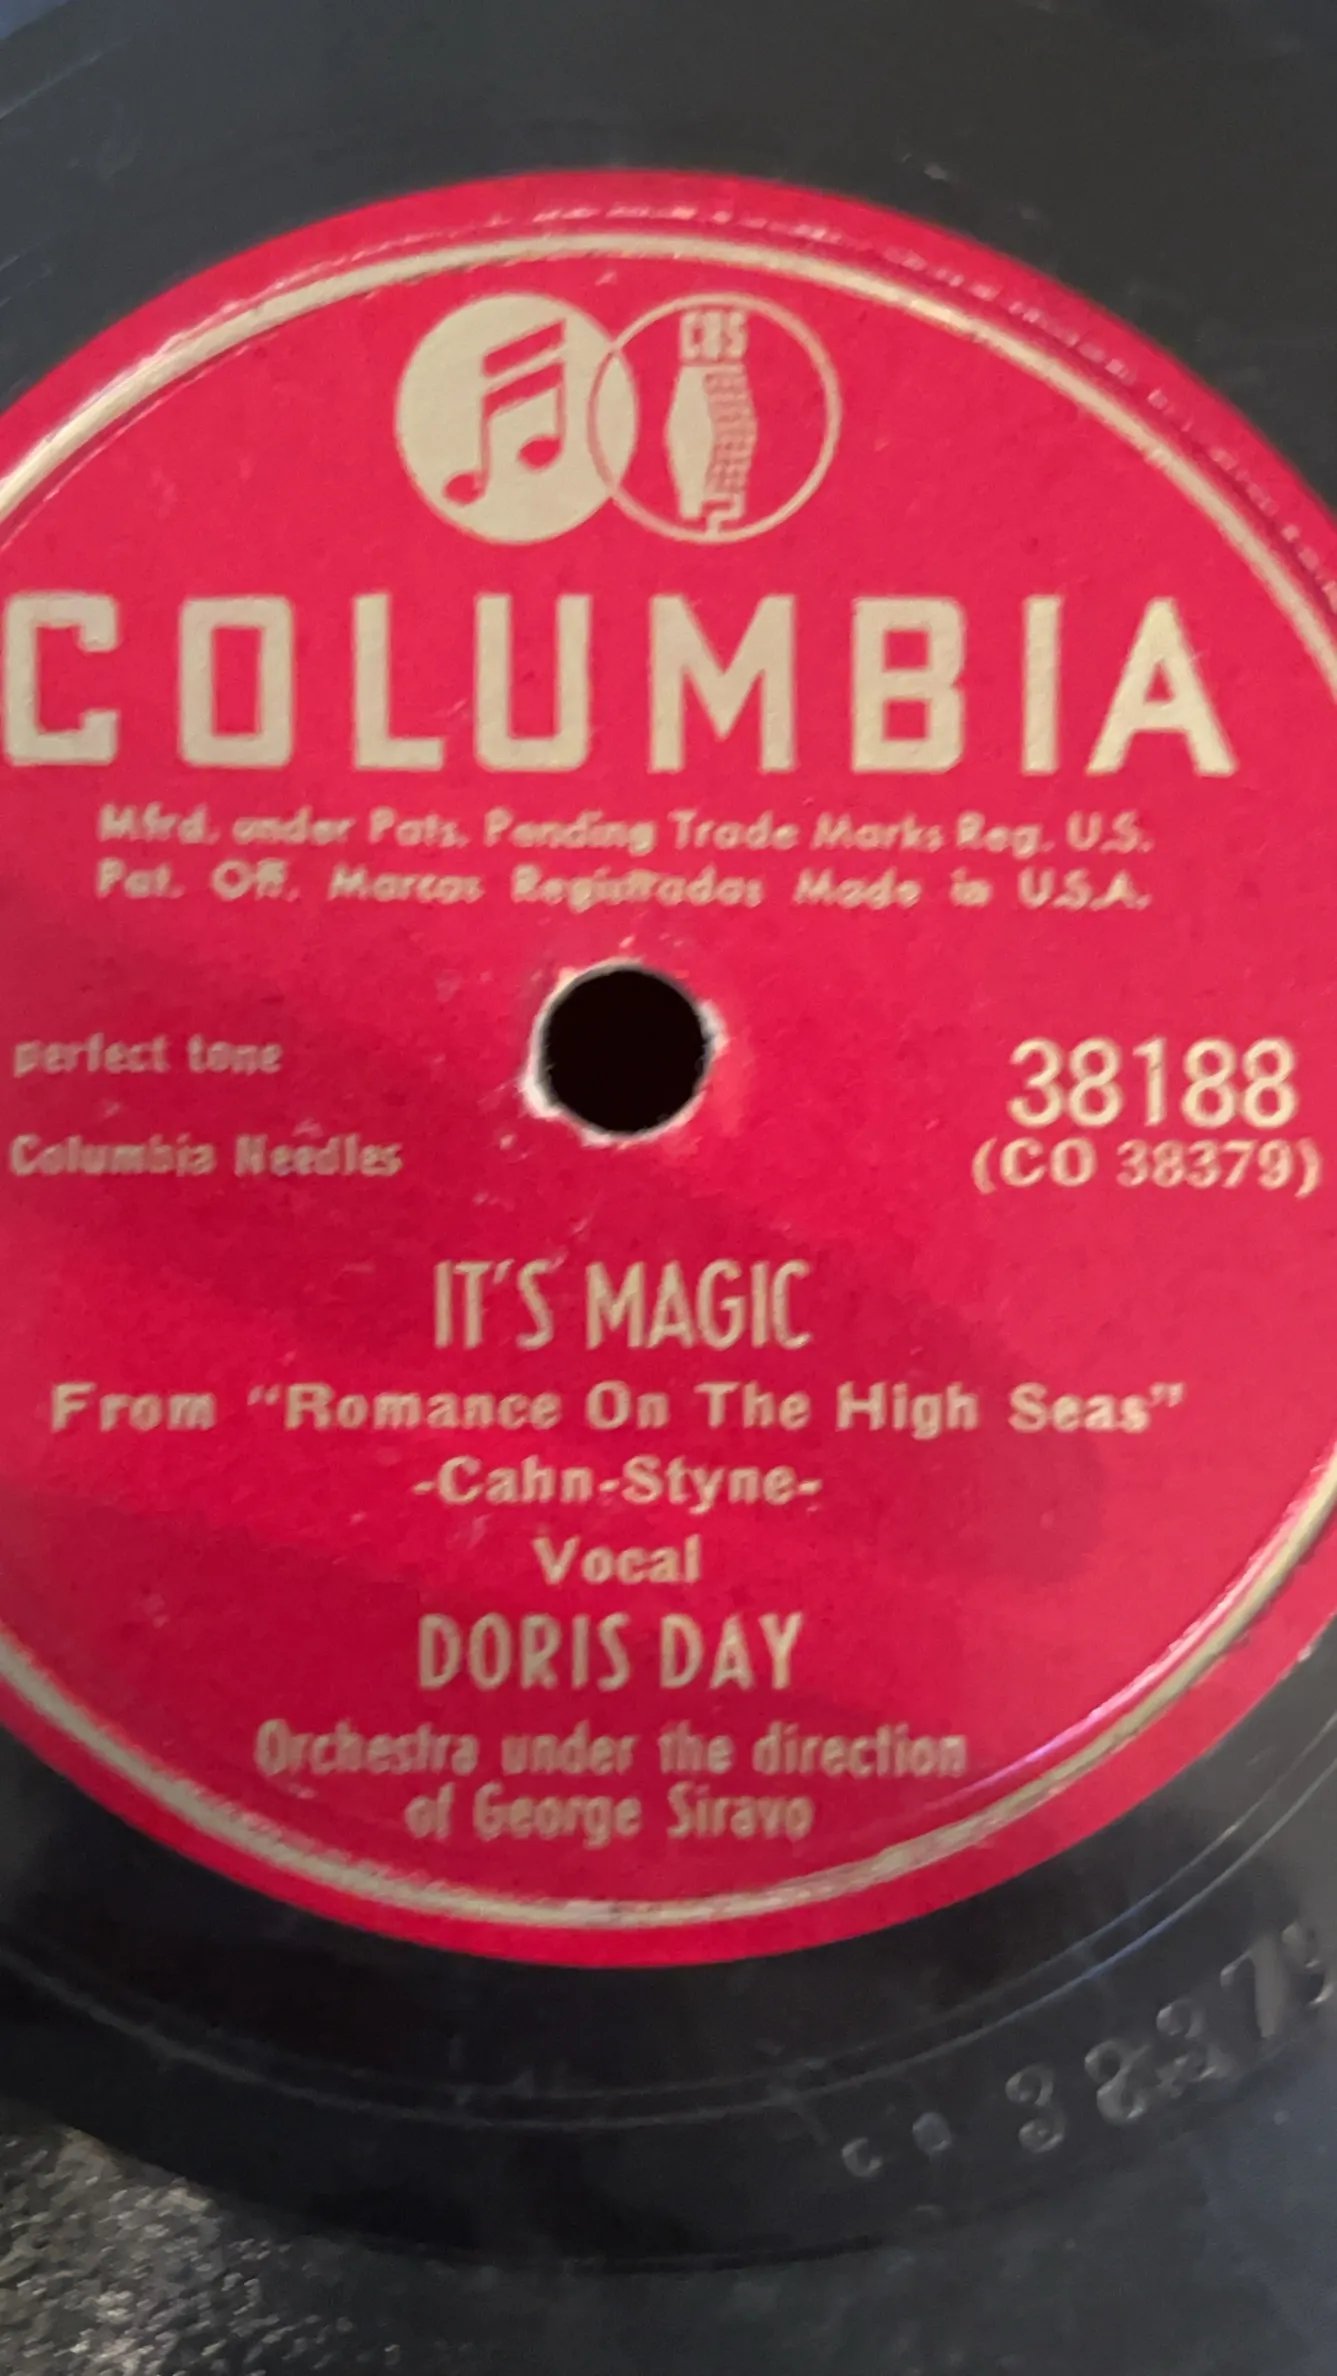 CBS
COLUMBIA
Mfrd. under Pats. Pending Trade Marks Reg. U.S.
Pat. Off. Marcas Registradas Made in U.S.A.
perfect tone
Columbia Needles
38188
(CO 38379)
IT'S MAGIC
From "Romance On The High Seas"
-Cahn-Styne-
Vocal
DORIS DAY
Orchestra under the direction
of George Siravo
CO 38379